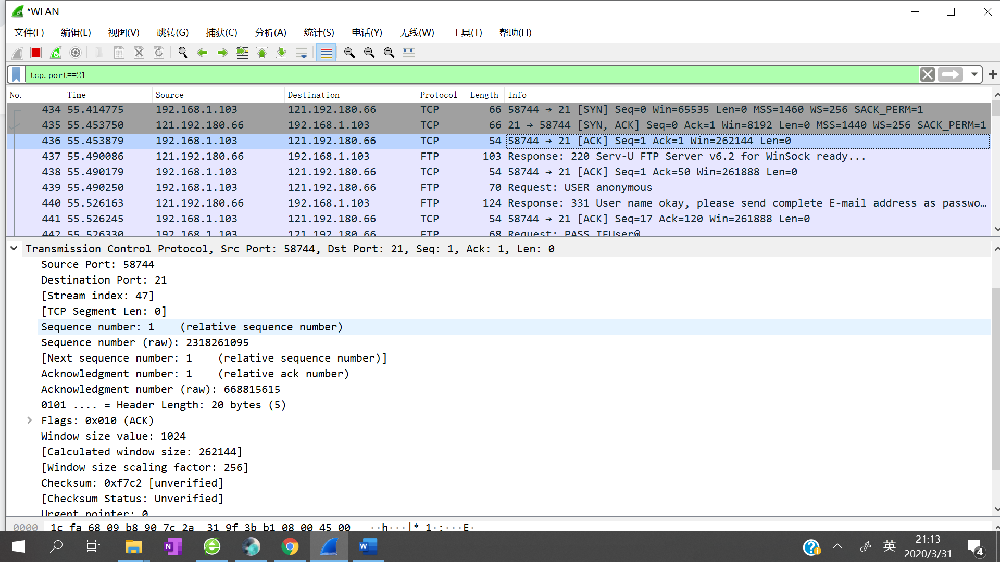 *WLAN
文件(F) 编辑(E) 视图(V) 跳转(G) 捕获(C) 分析(A) 统计(S) 电话(Y) 无线(W) 工具(T) 帮助(H)
tcp.port==21
No. Time Source Destination Protocol Length Info
434 55.414775 192.168.1.103 121.192.180.66 TCP 66 58744 → 21 [SYN] Seq=0 Win=65535 Len=0 MSS=1460 WS=256 SACK_PERM=1
435 55.453750 121.192.180.66 192.168.1.103 TCP 66 21 → 58744 [SYN, ACK] Seq=0 Ack=1 Win=8192 Len=0 MSS=1440 WS=256 SACK_PERM=1
436 55.453879 192.168.1.103 121.192.180.66 TCP 54 58744 → 21 [ACK] Seq=1 Ack=1 Win=262144 Len=0
437 55.490086 121.192.180.66 192.168.1.103 FTP 103 Response: 220 Serv-U FTP Server v6.2 for WinSock ready...
438 55.490179 192.168.1.103 121.192.180.66 TCP 54 58744 → 21 [ACK] Seq=1 Ack=50 Win=261888 Len=0
439 55.490250 192.168.1.103 121.192.180.66 FTP 70 Request: USER anonymous
440 55.526163 121.192.180.66 192.168.1.103 FTP 124 Response: 331 User name okay, please send complete E-mail address as passwo…
441 55.526245 192.168.1.103 121.192.180.66 TCP 54 58744 → 21 [ACK] Seq=17 Ack=120 Win=261888 Len=0
442 55.526330 192.168.1.103 121.192.180.66 FTP 68 Request: PASS IEUser@
Transmission Control Protocol, Src Port: 58744, Dst Port: 21, Seq: 1, Ack: 1, Len: 0
Source Port: 58744
Destination Port: 21
[Stream index: 47]
[TCP Segment Len: 0]
Sequence number: 1 (relative sequence number)
Sequence number (raw): 2318261095
[Next sequence number: 1 (relative sequence number)]
Acknowledgment number: 1 (relative ack number)
Acknowledgment number (raw): 668815615
0101 .... = Header Length: 20 bytes (5)
Flags: 0x010 (ACK)
Window size value: 1024
[Calculated window size: 262144]
[Window size scaling factor: 256]
Checksum: 0xf7c2 [unverified]
[Checksum Status: Unverified]
Urgent pointer: 0
0000 1c fa 68 09 b8 90 7c 2a 31 9f 3b b1 08 00 45 00 ··h···|* 1·;···E·
英 21:13
2020/3/31 4